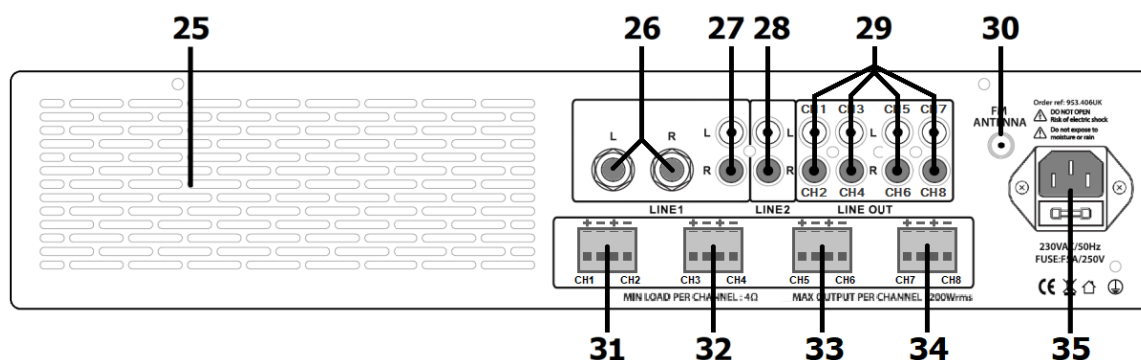 25 26 27 28 29 30
CH1 CH3 CH5 CH7
L R L L L
R R R
CH2 CH4 CH6 CH8
LINE1 LINE2 LINE OUT
FM
ANTENNA
Order ref: 953.406UK
DO NOT OPEN
Risk of electric shock
Do not expose to
moisture or rain
+ - + - + - + - + - + - + - + -
CH1 CH2 CH3 CH4 CH5 CH6 CH7 CH8
MIN LOAD PER CHANNEL : 4Ω MAX OUTPUT PER CHANNEL : 200Wrms
230VAC/50Hz
FUSE:F5A/250V
CE
31 32 33 34 35